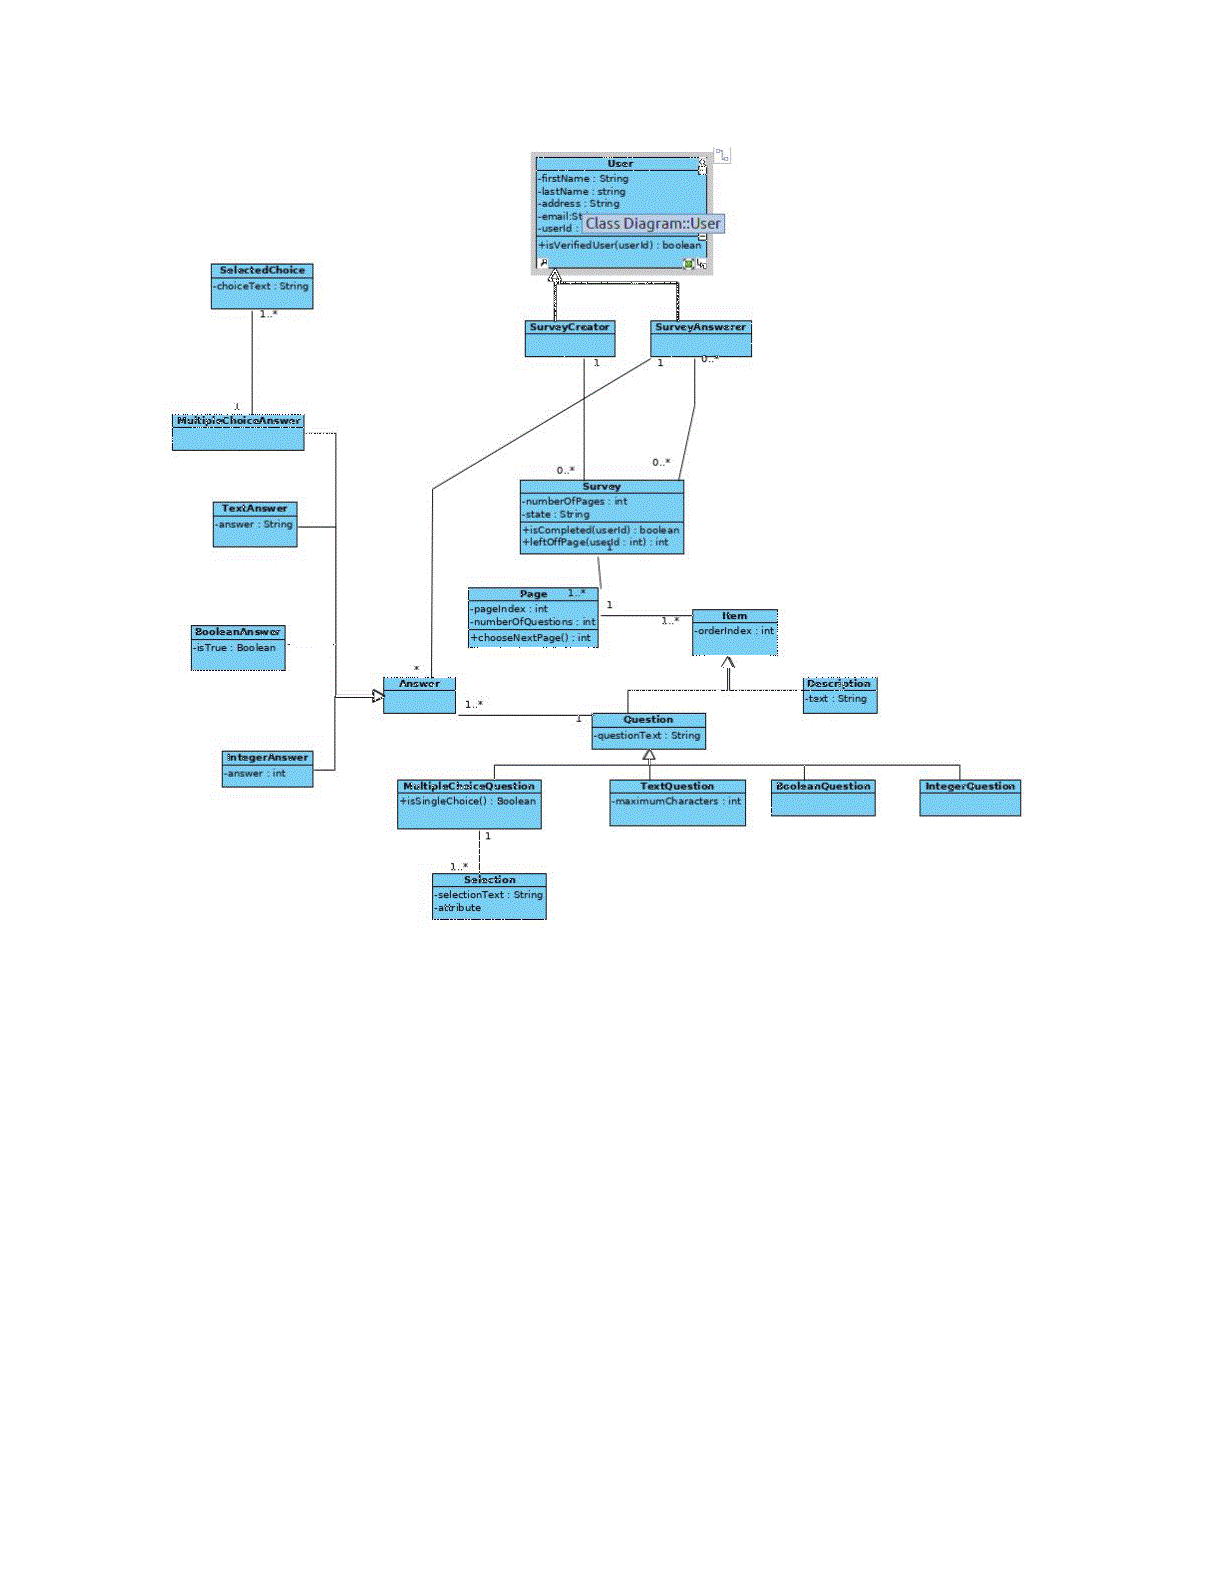 User
-firstName : String
-lastName : string
-address : String
-email:St
-userId :
Class Diagram::User
+isVerifiedUser(userId) : boolean
SelectedChoice
-choiceText : String
1..*
1
MultipleChoiceAnswer
SurveyCreator
SurveyAnswerer
1
1
0..*
0..*
0..*
Survey
-numberOfPages : int
-state : String
+isCompleted(userId) : boolean
+leftOffPage(userId : int) : int
1
TextAnswer
-answer : String
Page
1..*
-pageIndex : int
-numberOfQuestions : int
+chooseNextPage() : int
1
1..*
Item
-orderIndex : int
BooleanAnswer
-isTrue : Boolean
*
Answer
1..*
1
Description
-text : String
Question
-questionText : String
IntegerAnswer
-answer : int
MultipleChoiceQuestion
+isSingleChoice() : Boolean
TextQuestion
-maximumCharacters : int
BooleanQuestion
IntegerQuestion
1
1..*
Selection
-selectionText : String
-attribute